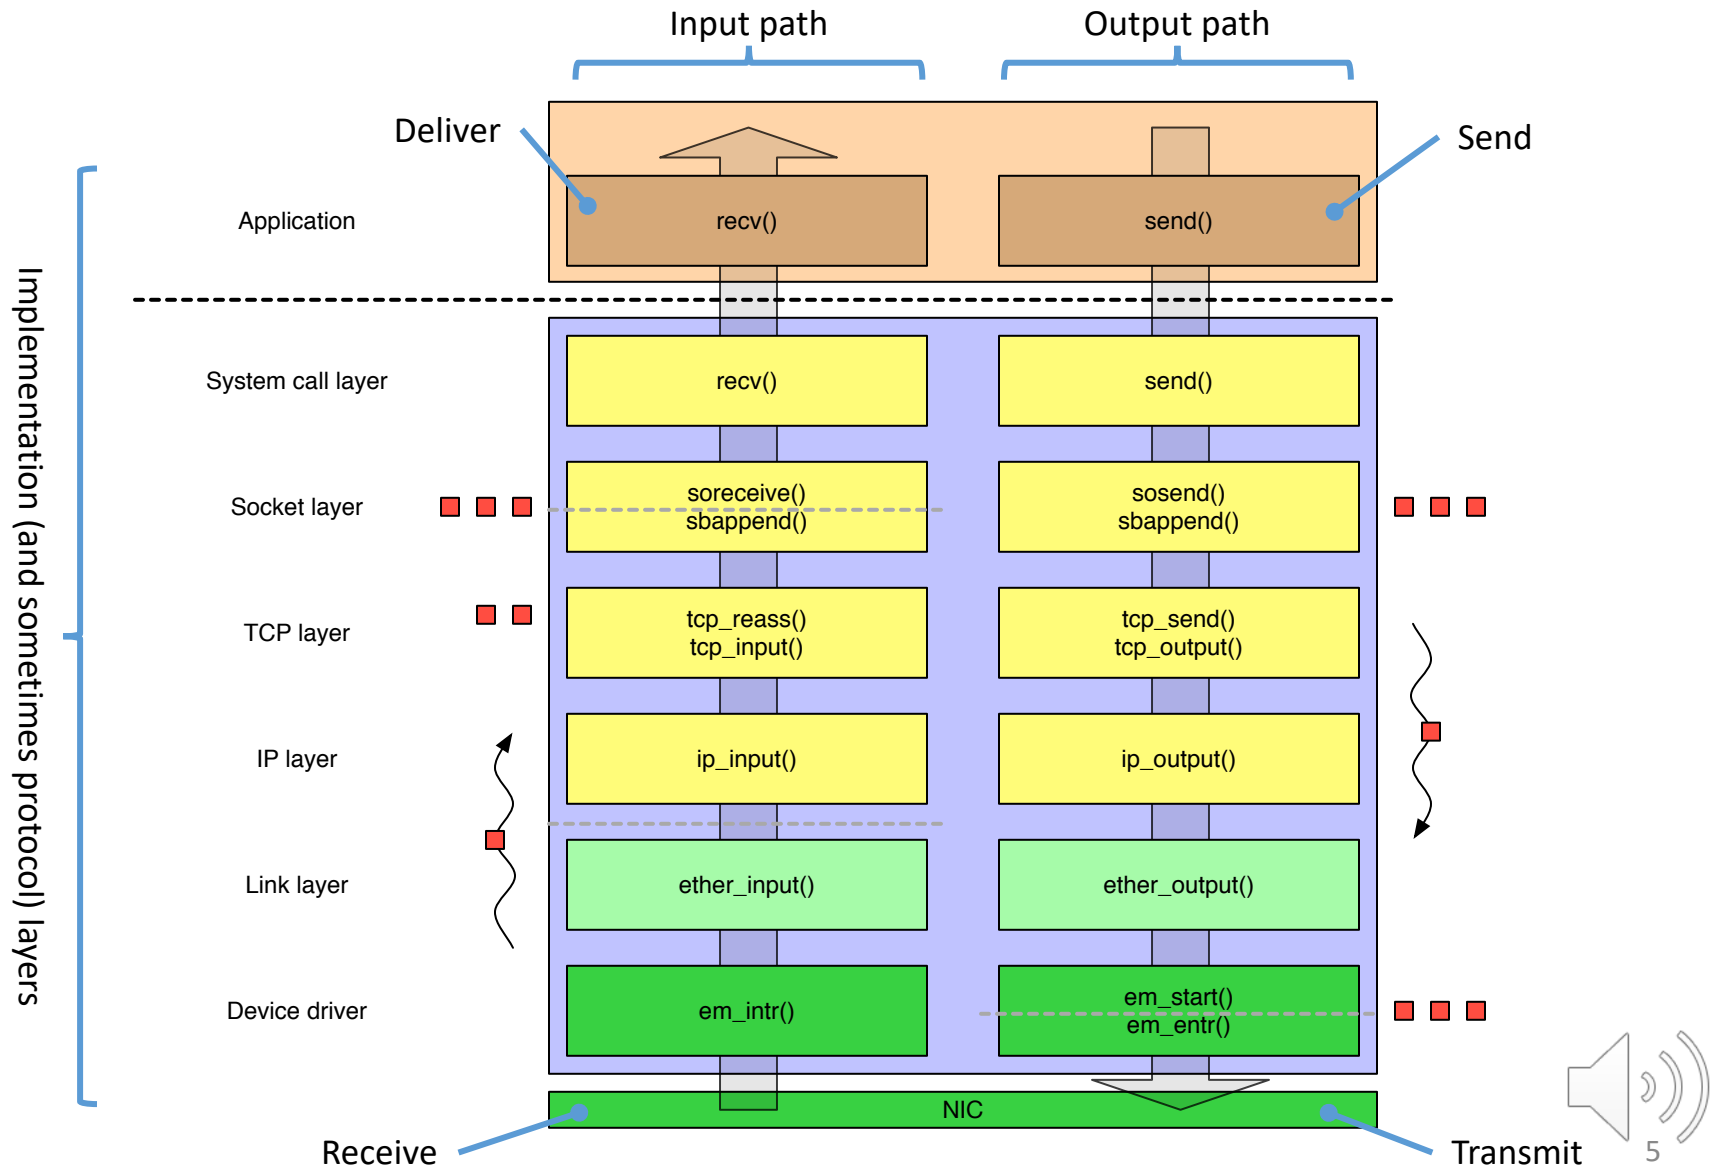 Input path
Output path
Deliver
Send
Application
recv()
send()
Implementation (and sometimes protocol) layers
System call layer
recv()
send()
Socket layer
soreceive()
sbappend()
sosend()
sbappend()
TCP layer
tcp_reass()
tcp_input()
tcp_send()
tcp_output()
IP layer
ip_input()
ip_output()
Link layer
ether_input()
ether_output()
Device driver
em_intr()
em_start()
em_entr()
NIC
Receive
Transmit
5